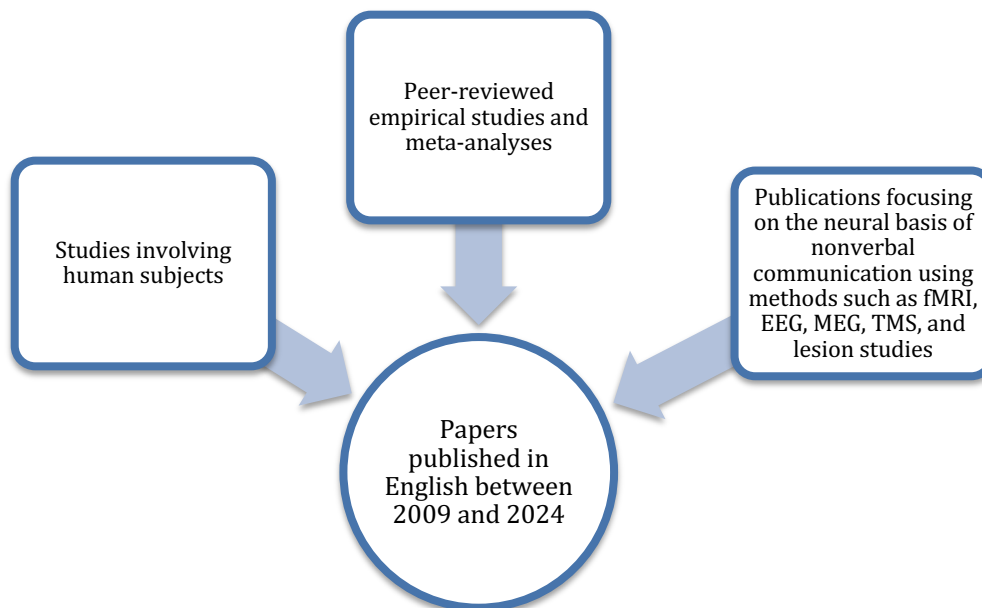 Peer-reviewed
empirical studies and
meta-analyses
Studies involving
human subjects
Publications focusing
on the neural basis of
nonverbal
communication using
methods such as fMRI,
EEG, MEG, TMS, and
lesion studies
Papers
published in
English between
2009 and 2024